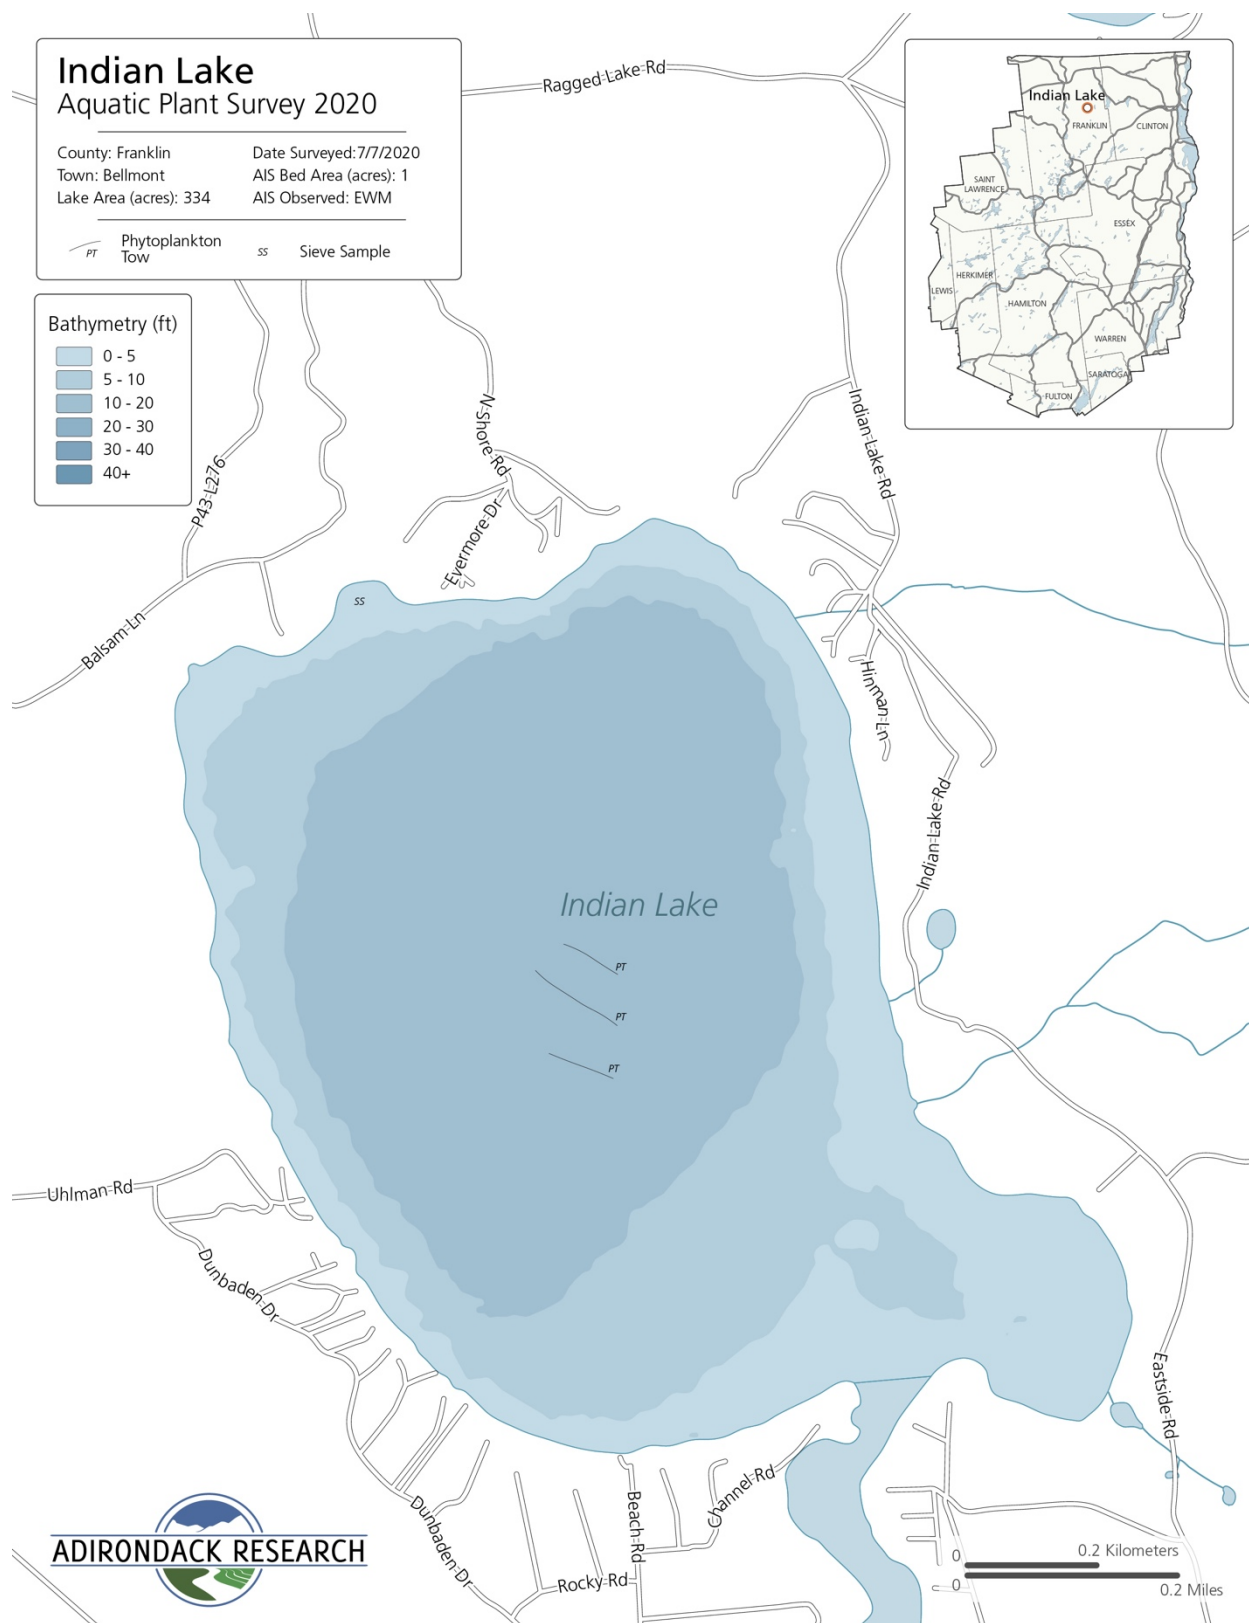 Indian Lake
Aquatic Plant Survey 2020
County: Franklin
Date Surveyed:7/7/2020
Town: Bellmont
AIS Bed Area (acres): 1
Lake Area (acres): 334
AIS Observed: EWM
PT
Phytoplankton
Tow
SS
Sieve Sample
Bathymetry (ft)
0 - 5
5 - 10
10 - 20
20 - 30
30 - 40
40+
Indian Lake
FRANKLIN
CLINTON
SAINT
LAWRENCE
ESSEX
HERKIMER
LEWIS
HAMILTON
WARREN
SARATOGA
FULTON
Ragged-Lake-Rd
Indian-Lake-Rd
N-Shore-Rd
P43-L276
Evermore-Dr
Balsam-Ln
SS
Hinman-Ln
Indian-Lake-Rd
Indian Lake
PT
PT
PT
Uhlman Rd
Dunbaden-Dr
Eastside-Rd
Channel-Rd
Beach-Rd
Dunbaden-Dr
Rocky-Rd
ADIRONDACK RESEARCH
0
0.2 Kilometers
0
0.2 Miles